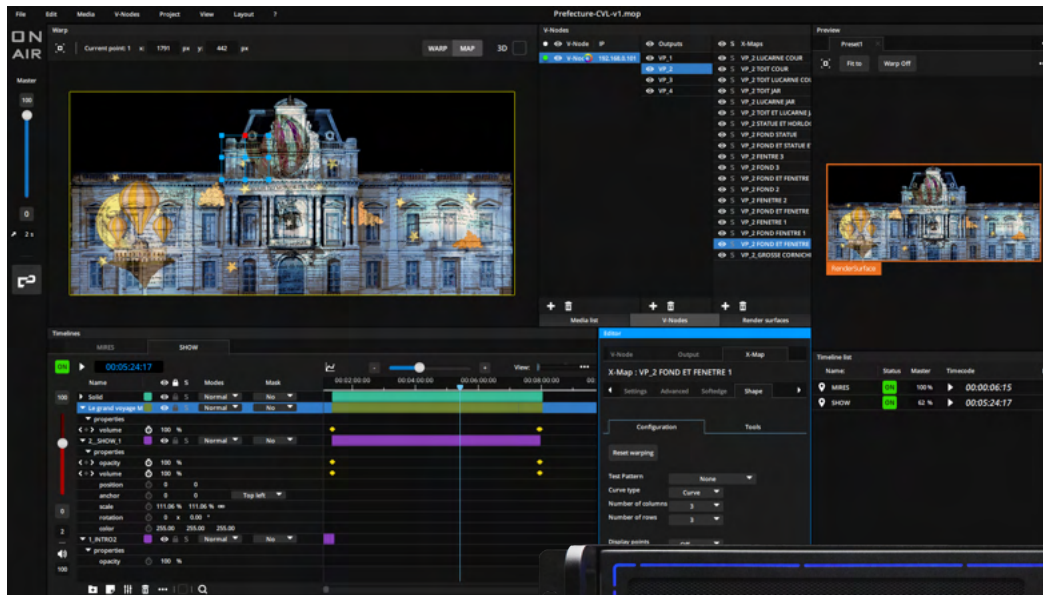 File Edit Media V-Nodes Project View Layout ?
Prefecture-CVL-v1.mop
ON AIR
Master
100
0
2 s
Warp
Current point: 1 x: 1791 px y: 442 px
WARP MAP 3D
V-Nodes
V-Node IP
192.168.0.101
Outputs
VP_1
VP_2
VP_3
VP_4
S X-Maps
S VP_2 LUCARNE COUR
S VP_2 TOIT COUR
S VP_2 TOIT LUCARNE COU
S VP_2 TOIT JAR
S VP_2 LUCARNE JAR
S VP_2 TOIT ET LUCARNE J
S VP_2 STATUE ET HORLO
S VP_2 FOND STATUE
S VP_2 FOND ET STATUE E
S VP_2 FENTRE 3
S VP_2 FOND 3
S VP_2 FOND ET FENETRE
S VP_2 FOND 2
S VP_2 FENETRE 2
S VP_2 FOND ET FENETRE
S VP_2 FENETRE 1
S VP_2 FOND FENETRE 1
S VP_2 FOND ET FENETRE
S VP_2_GROSSE CORNICH
Media list V-Nodes Render surfaces
Preview
Preset1
Fit to Warp Off
RenderSurface
Timelines
MIRES SHOW
ON 00:05:24:17
View:
Name S Modes Mask
00:02:00:00 00:04:00:00 00:06:00:00 00:08:00:00 00:
100 Solid S Normal No
Le grand voyage M S Normal No
properties
volume 100 %
2_SHOW_1 S Normal No
properties
opacity 100 %
volume 100 %
position 0 0
anchor 0 0 Top left
scale 111.06 % 111.06 %
rotation 0 x 0.00 °
color 255.00 255.00 255.00
1_INTRO2 S Normal No
properties
opacity 100 %
0
2
100
Editor
V-Node Output X-Map
X-Map : VP_2 FOND ET FENETRE 1
Settings Advanced Softedge Shape
Configuration Tools
Reset warping
Test Pattern None
Curve type Curve
Number of columns 3
Number of rows 3
Display points
Timeline list
Name: Status Master Timecode
MIRES ON 100 % 00:00:06:15
SHOW ON 62 % 00:05:24:17